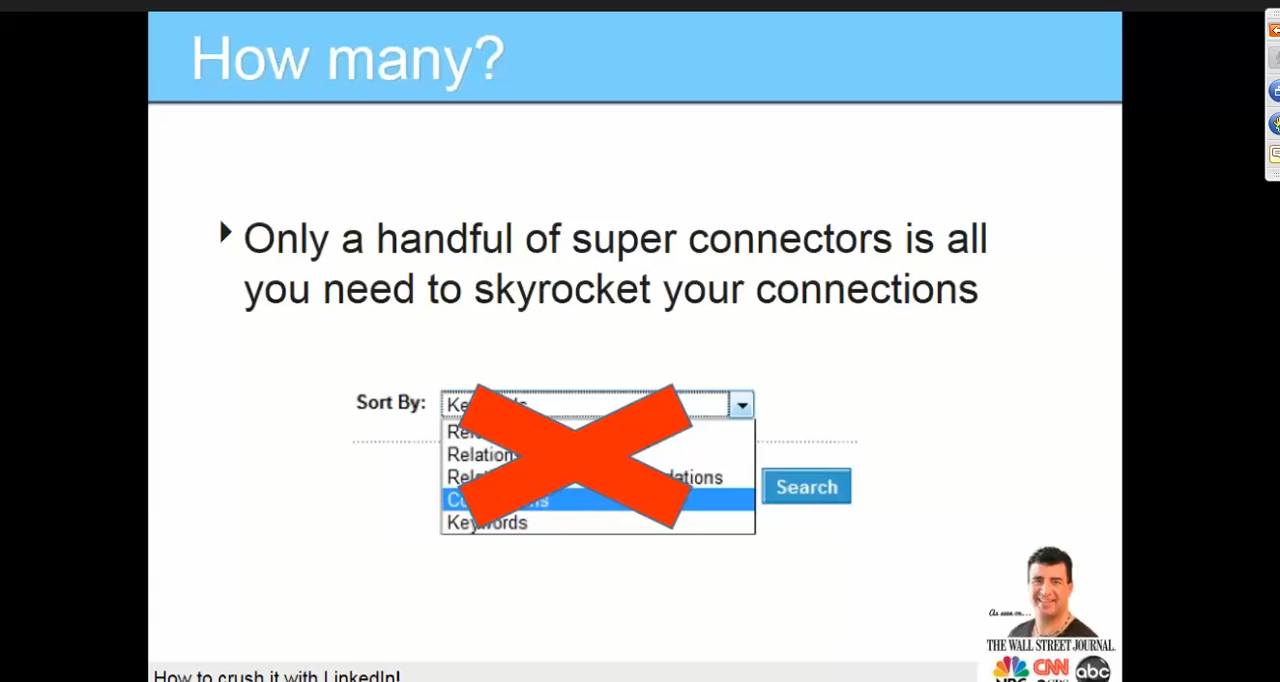 How many?
Only a handful of super connectors is all
you need to skyrocket your connections
Sort By:
Keywords
Search
How to crush it with LinkedIn!
As seen on...
THE WALL STREET JOURNAL.
NBC CNN abc